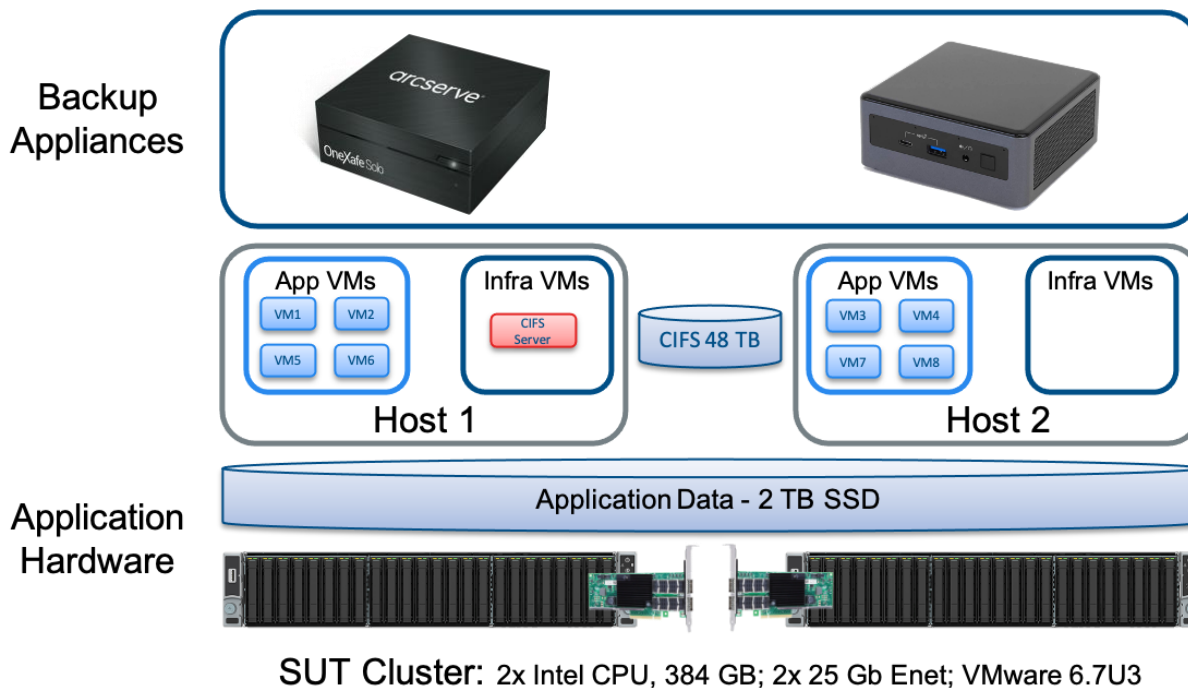 Backup
Appliances
arcserve
OneXafe Solo
App VMs
VM1 VM2
VM5 VM6
Infra VMs
CIFS
Server
Host 1
CIFS 48 TB
App VMs
VM3 VM4
VM7 VM8
Infra VMs
Host 2
Application
Hardware
Application Data - 2 TB SSD
SUT Cluster: 2x Intel CPU, 384 GB; 2x 25 Gb Enet; VMware 6.7U3